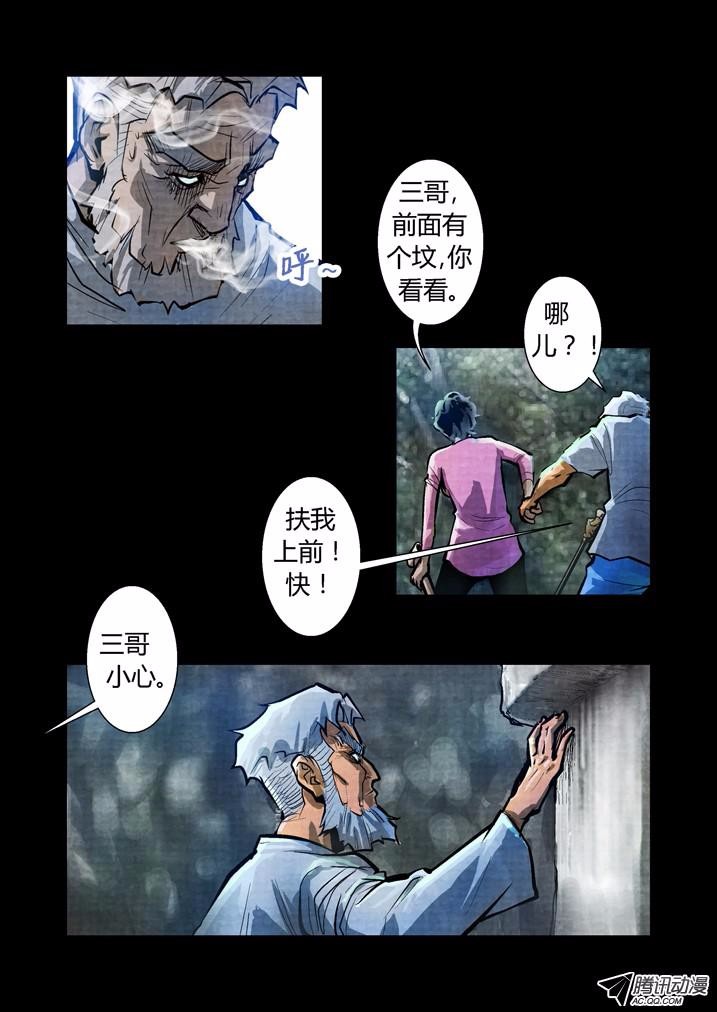 呼~
三哥，
前面有
个坟，你
看看。
哪
儿？！
扶我
上前！
快！
三哥
小心。
腾讯动漫
AC.QQ.COM